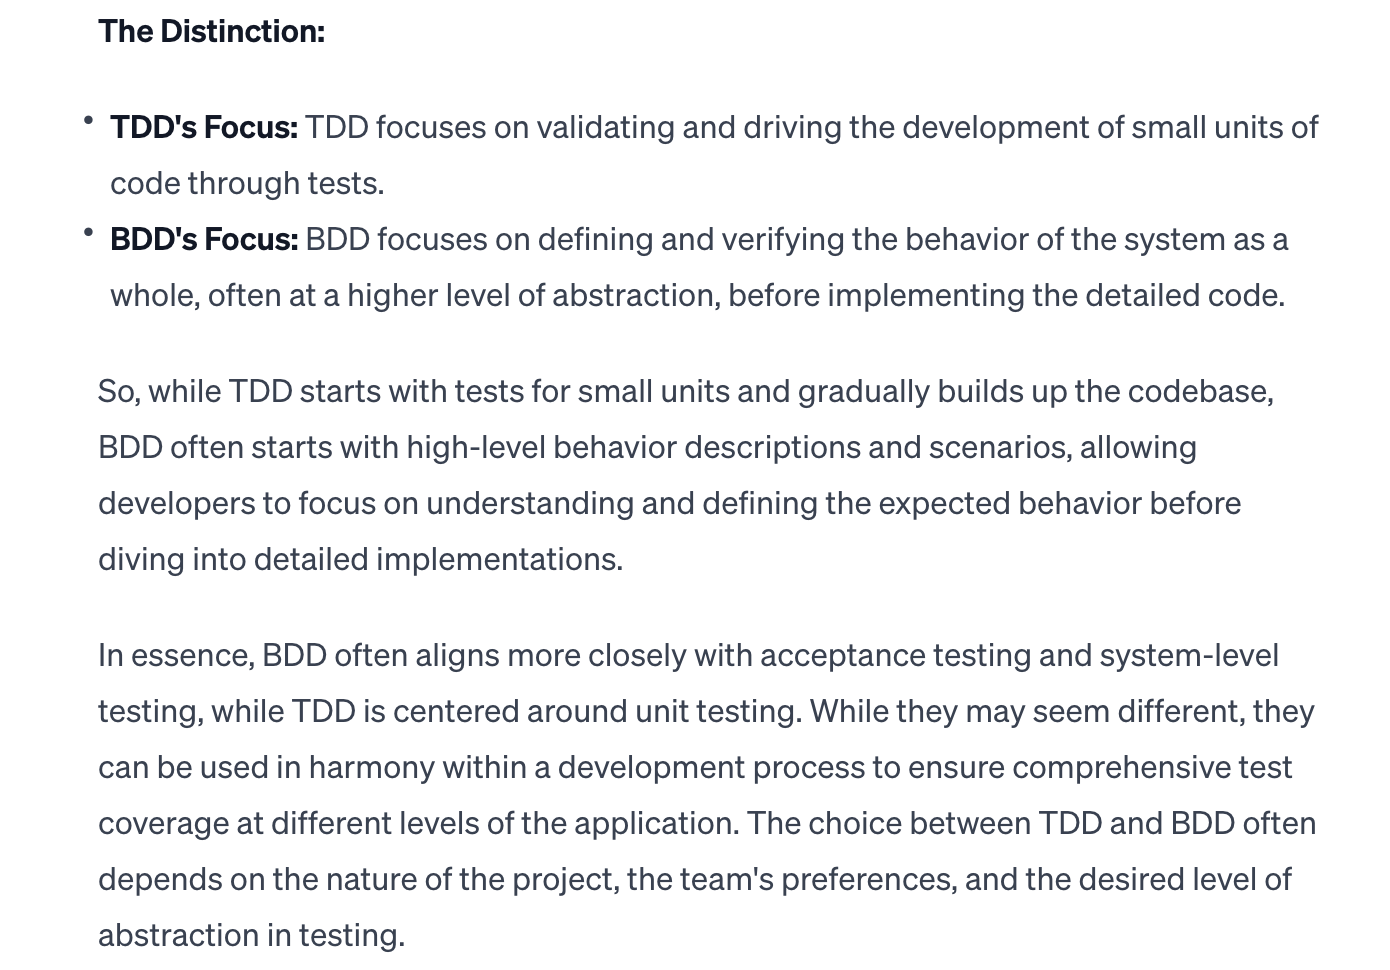 The Distinction:
• TDD's Focus: TDD focuses on validating and driving the development of small units of
code through tests.
• BDD's Focus: BDD focuses on defining and verifying the behavior of the system as a
whole, often at a higher level of abstraction, before implementing the detailed code.
So, while TDD starts with tests for small units and gradually builds up the codebase,
BDD often starts with high-level behavior descriptions and scenarios, allowing
developers to focus on understanding and defining the expected behavior before
diving into detailed implementations.
In essence, BDD often aligns more closely with acceptance testing and system-level
testing, while TDD is centered around unit testing. While they may seem different, they
can be used in harmony within a development process to ensure comprehensive test
coverage at different levels of the application. The choice between TDD and BDD often
depends on the nature of the project, the team's preferences, and the desired level of
abstraction in testing.